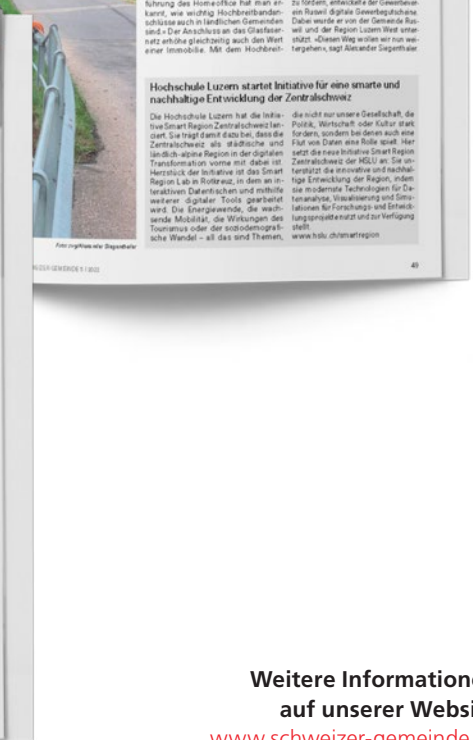 führung des Homeoffice hat man er-
kannt, wie wichtig Hochbreitbandan-
schlüsse auch in ländlichen Gemeinden
sind.» Der Anschluss an das Glasfaser-
netz erhöhe gleichzeitig auch den Wert
einer Immobilie. Mit dem Hochbreit-
zu fördern, entwickelte der Gewerbever-
ein Ruswil digitale Gewerbegutscheine.
Dabei wurde er von der Gemeinde Rus-
wil und der Region Luzern West unter-
stützt. «Diesen Weg wollen wir nun wei-
tergehen», sagt Alexander Siegenthaler
Hochschule Luzern startet Initiative für eine smarte und
nachhaltige Entwicklung der Zentralschweiz
Die Hochschule Luzern hat die Initia-
tive Smart Region Zentralschweiz lan-
ciert. Sie trägt damit dazu bei, dass die
Zentralschweiz als städtische und
ländlich-alpine Region in der digitalen
Transformation vorne mit dabei ist.
Herzstück der Initiative ist das Smart
Region Lab in Rotkreuz, in dem an in-
teraktiven Datentischen und mithilfe
weiterer digitaler Tools gearbeitet
wird. Die Energiewende, die wach-
sende Mobilität, die Wirkungen des
Tourismus oder der soziodemografi-
sche Wandel – all das sind Themen,
die nicht nur unsere Gesellschaft, die
Politik, Wirtschaft oder Kultur stark
fordern, sondern bei denen auch eine
Flut von Daten eine Rolle spielt. Hier
setzt die neue Initiative Smart Region
Zentralschweiz der HSLU an: Sie un-
terstützt die innovative und nachhal-
tige Entwicklung der Region, indem
sie modernste Technologien für Da-
tenanalyse, Visualisierung und Simu-
lationen für Forschungs- und Entwick-
lungsprojekte nutzt und zur Verfügung
stellt.
www.hslu.ch/smartregion
Siegenthaler
GEMEINDE 5 | 2022
49
Weitere Informatione
auf unserer Websi
www.schweizer-gemeinde.